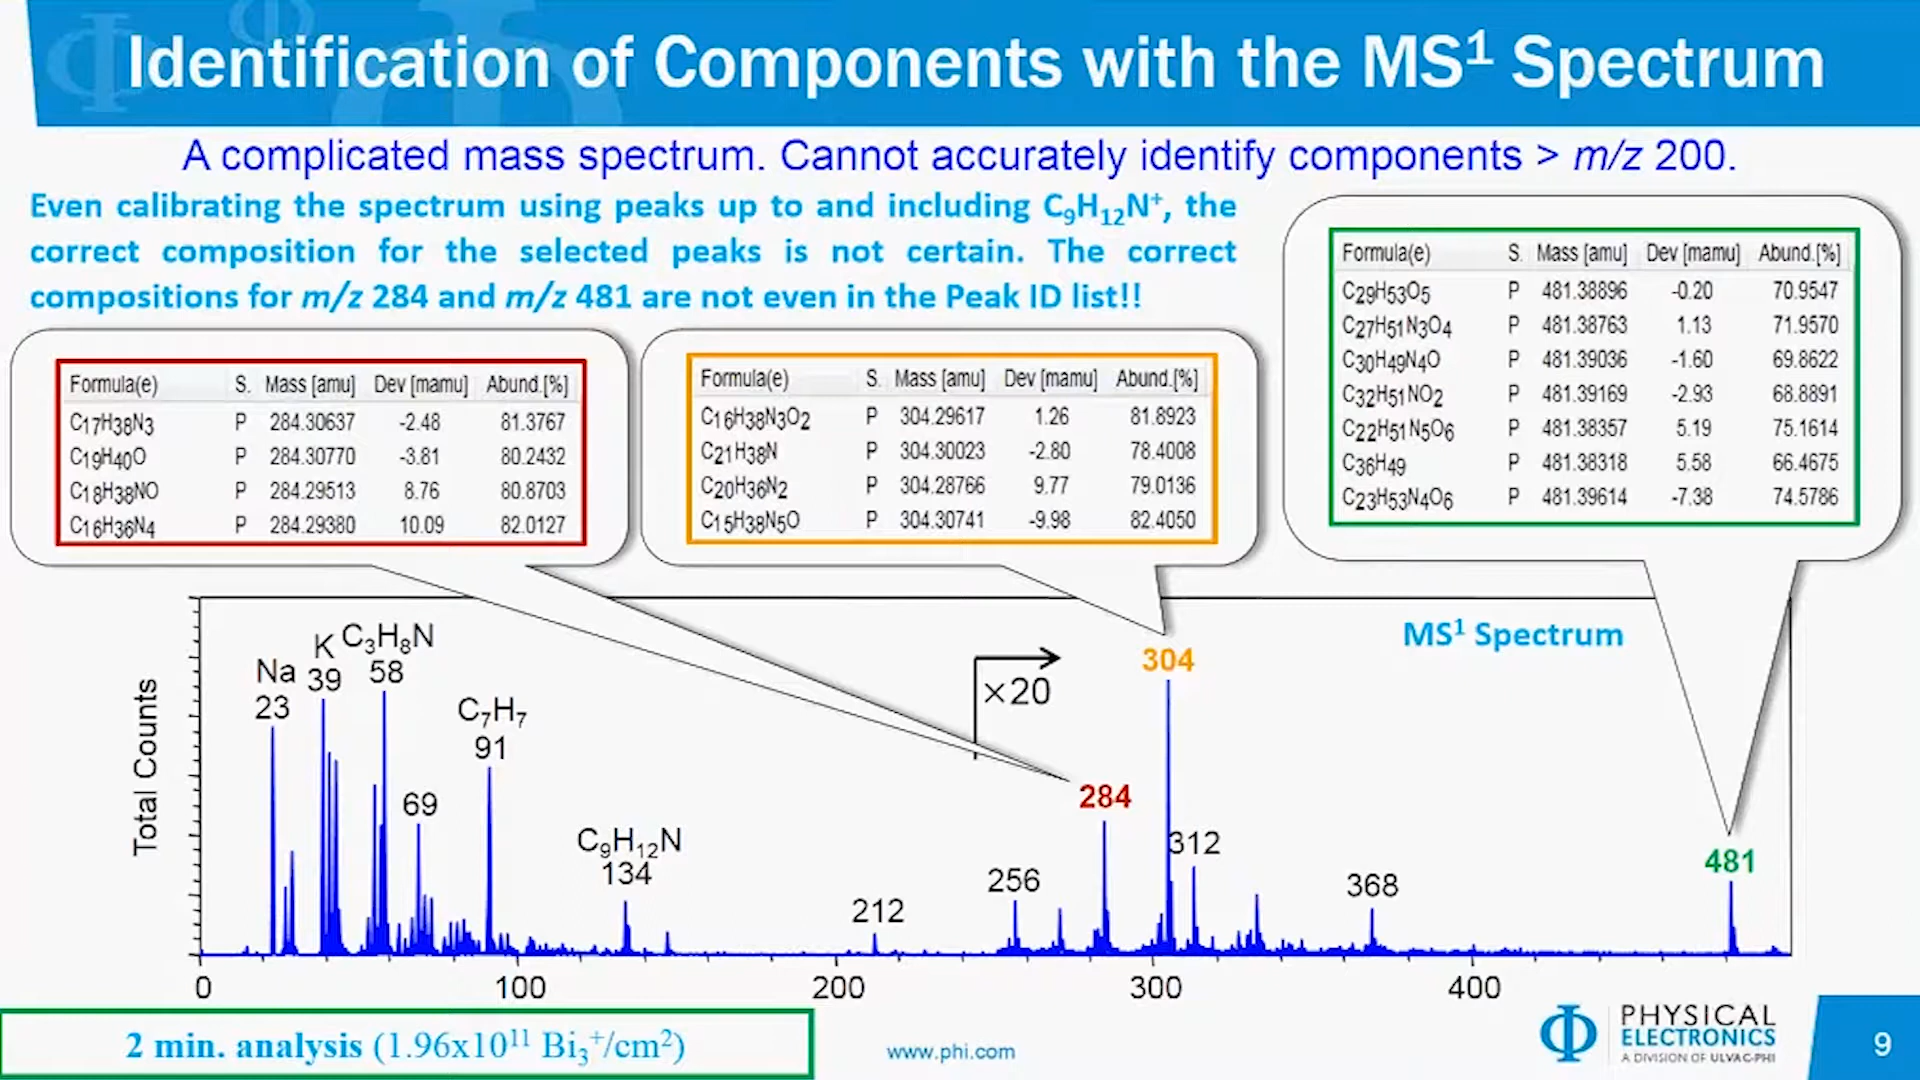 Identification of Components with the MS¹ Spectrum
A complicated mass spectrum. Cannot accurately identify components > m/z 200.
Even calibrating the spectrum using peaks up to and including C₉H₁₂N⁺, the
correct composition for the selected peaks is not certain. The correct
compositions for m/z 284 and m/z 481 are not even in the Peak ID list!!
Formula(e) S. Mass [amu] Dev [mamu] Abund.[%]
C17H38N3 P 284.30637 -2.48 81.3767
C19H40O P 284.30770 -3.81 80.2432
C18H38NO P 284.29513 8.76 80.8703
C16H36N4 P 284.29380 10.09 82.0127
Formula(e) S. Mass [amu] Dev [mamu] Abund.[%]
C16H38N3O2 P 304.29617 1.26 81.8923
C21H38N P 304.30023 -2.80 78.4008
C20H36N2 P 304.28766 9.77 79.0136
C15H38N5O P 304.30741 -9.98 82.4050
Formula(e) S. Mass [amu] Dev [mamu] Abund.[%]
C29H53O5 P 481.38896 -0.20 70.9547
C27H51N3O4 P 481.38763 1.13 71.9570
C30H49N4O P 481.39036 -1.60 69.8622
C32H51NO2 P 481.39169 -2.93 68.8891
C22H51N5O6 P 481.38357 5.19 75.1614
C36H49 P 481.38318 5.58 66.4675
C23H53N4O6 P 481.39614 -7.38 74.5786
MS¹ Spectrum
Total Counts
Na
23
K
39
C₃H₈N
58
69
C₇H₇
91
C₉H₁₂N
134
212
256
×20
284
304
312
368
481
0 100 200 300 400
2 min. analysis (1.96x10¹¹ Bi₃⁺/cm²)
www.phi.com
PHYSICAL
ELECTRONICS
A DIVISION OF ULVAC-PHI
9